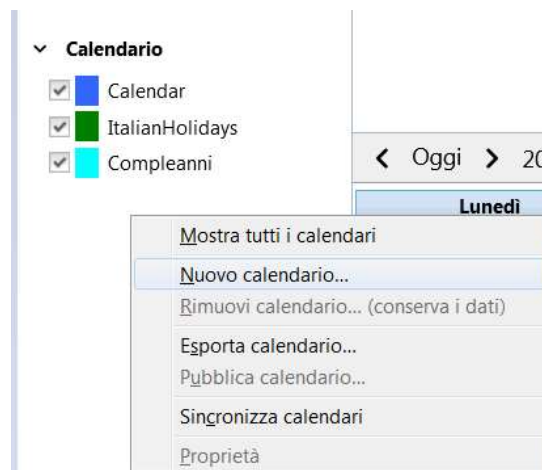 Calendario
Calendar
ItalianHolidays
Compleanni
Oggi 20
Lunedì
Mostra tutti i calendari
Nuovo calendario...
Rimuovi calendario... (conserva i dati)
Esporta calendario...
Pubblica calendario...
Sincronizza calendari
Proprietà